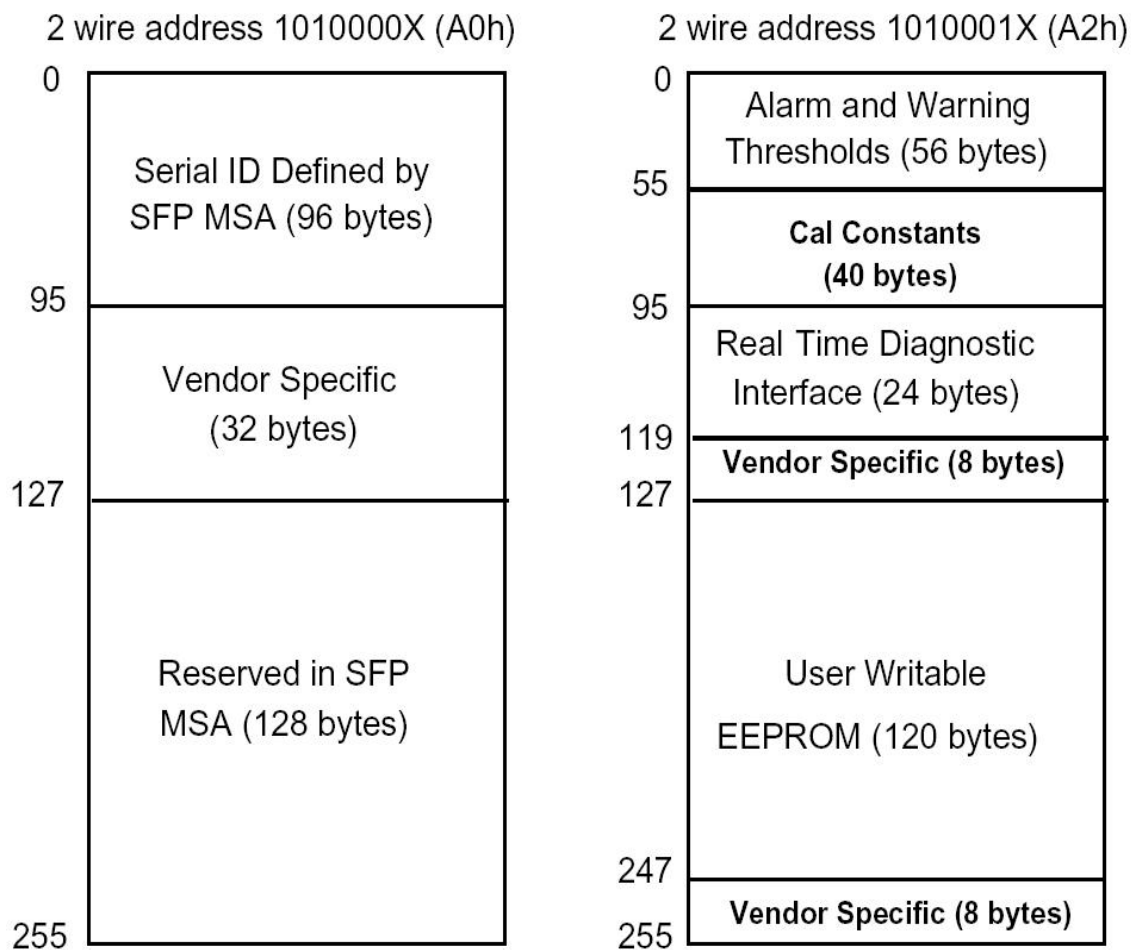 2 wire address 1010000X (A0h)
0
Serial ID Defined by
SFP MSA (96 bytes)
95
Vendor Specific
(32 bytes)
127
Reserved in SFP
MSA (128 bytes)
255
2 wire address 1010001X (A2h)
0
Alarm and Warning
Thresholds (56 bytes)
55
Cal Constants
(40 bytes)
95
Real Time Diagnostic
Interface (24 bytes)
119
Vendor Specific (8 bytes)
127
User Writable
EEPROM (120 bytes)
247
Vendor Specific (8 bytes)
255